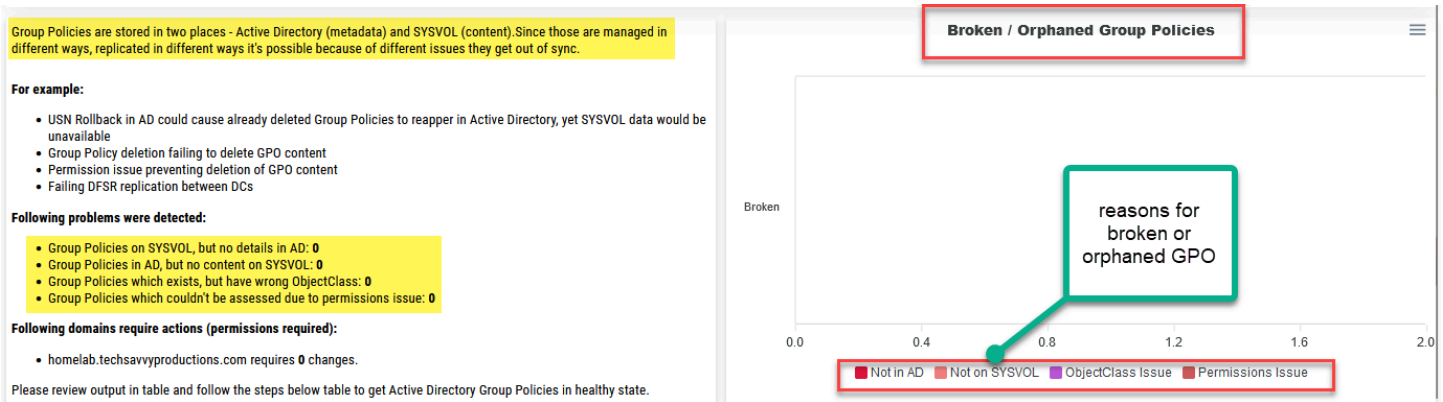 Group Policies are stored in two places - Active Directory (metadata) and SYSVOL (content).Since those are managed in
different ways, replicated in different ways it's possible because of different issues they get out of sync.
For example:
• USN Rollback in AD could cause already deleted Group Policies to reapper in Active Directory, yet SYSVOL data would be
unavailable
• Group Policy deletion failing to delete GPO content
• Permission issue preventing deletion of GPO content
• Failing DFSR replication between DCs
Following problems were detected:
• Group Policies on SYSVOL, but no details in AD: 0
• Group Policies in AD, but no content on SYSVOL: 0
• Group Policies which exists, but have wrong ObjectClass: 0
• Group Policies which couldn't be assessed due to permissions issue: 0
Following domains require actions (permissions required):
• homelab.techsavvyproductions.com requires 0 changes.
Please review output in table and follow the steps below table to get Active Directory Group Policies in healthy state.
Broken / Orphaned Group Policies
reasons for
broken or
orphaned GPO
Broken
0.0 0.4 0.8 1.2 1.6 2.0
Not in AD Not on SYSVOL ObjectClass Issue Permissions Issue